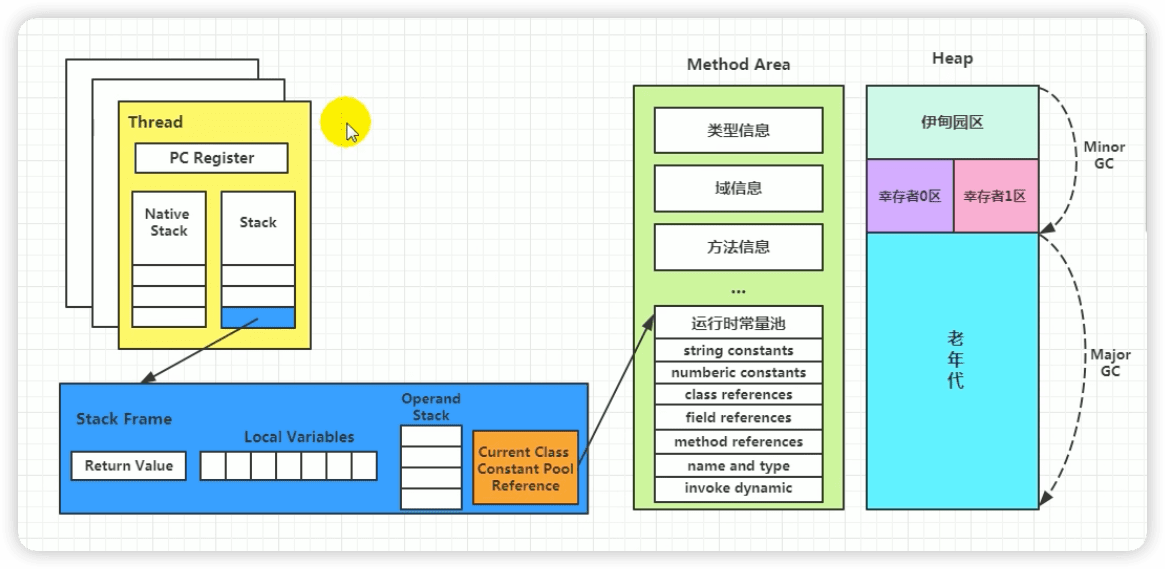 Thread
PC Register
Native
Stack
Stack
Stack Frame
Return Value
Local Variables
Operand
Stack
Current Class
Constant Pool
Reference
Method Area
类型信息
域信息
方法信息
...
运行时常量池
string constants
numberic constants
class references
field references
method references
name and type
invoke dynamic
Heap
伊甸园区
幸存者0区
幸存者1区
老
年
代
Minor
GC
Major
GC